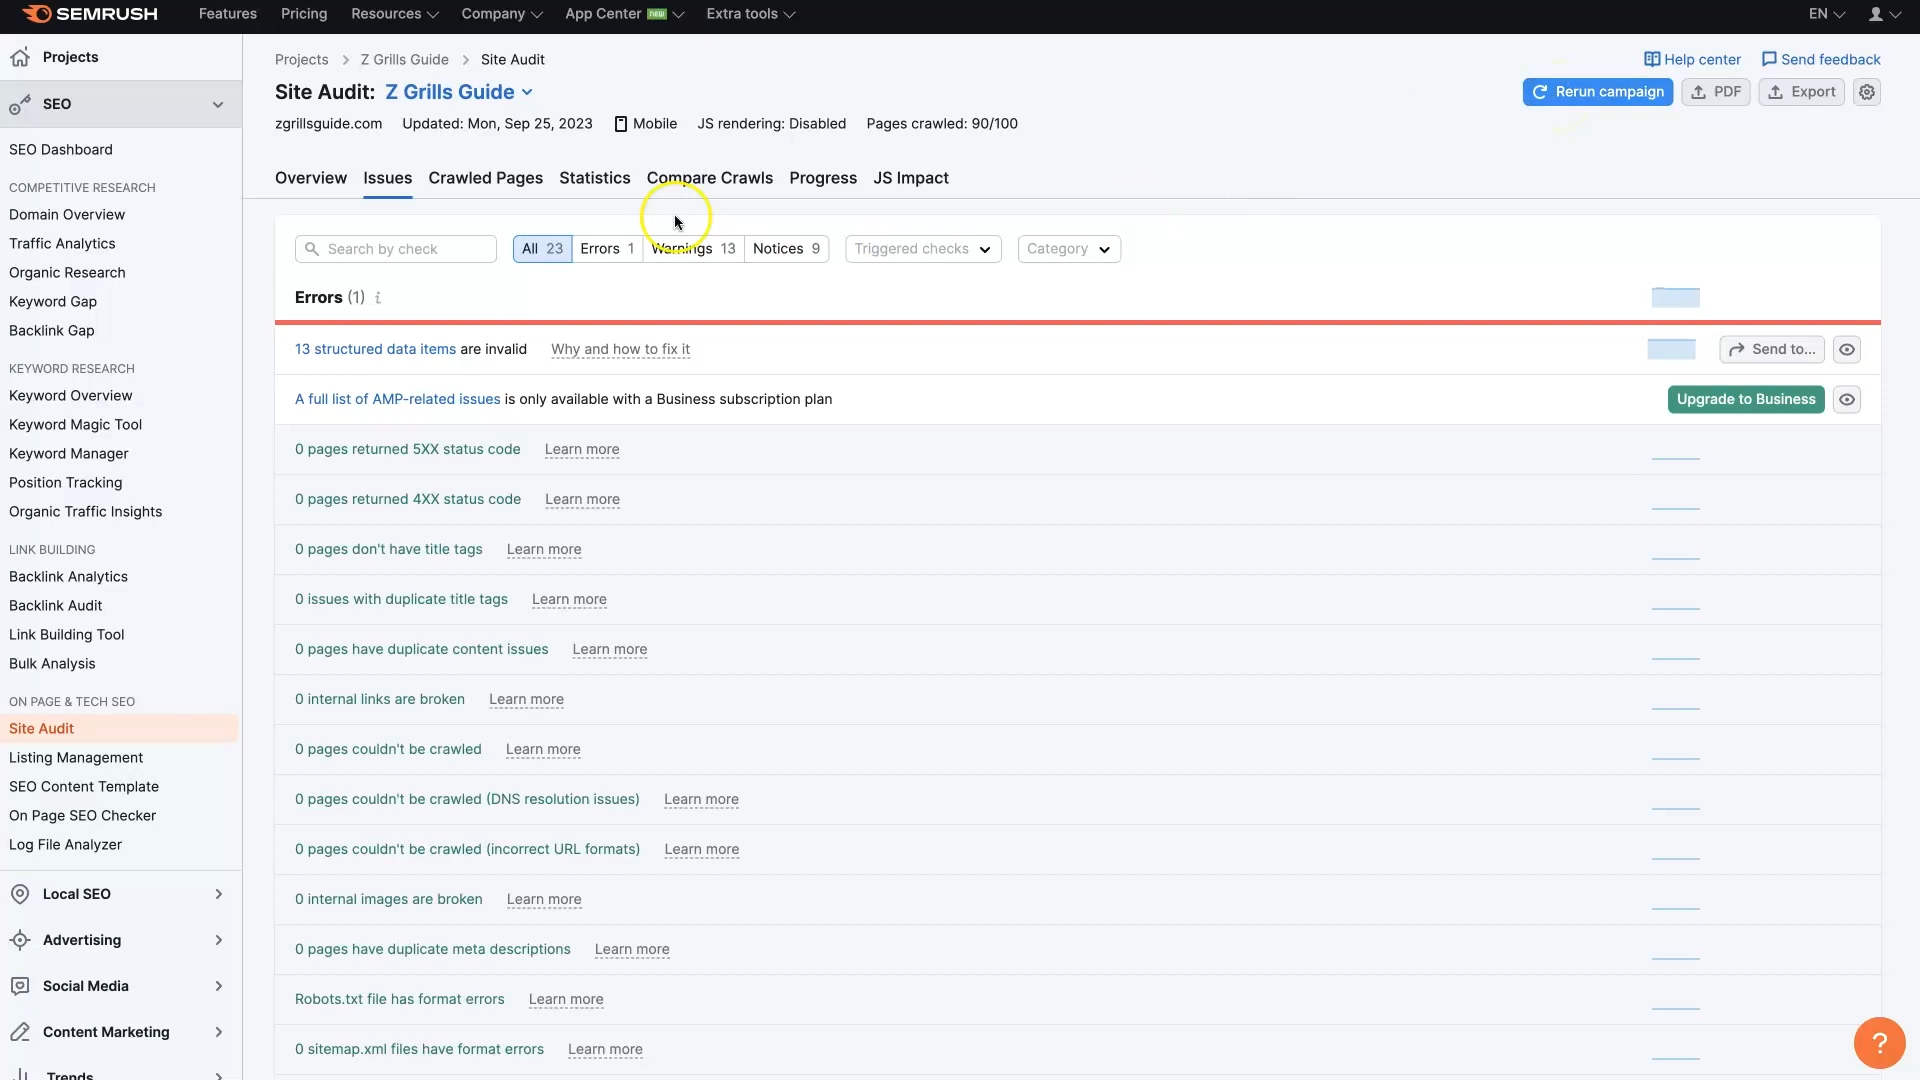 SEMRUSH Features Pricing Resources Company App Center new Extra tools EN
Projects
SEO
SEO Dashboard
COMPETITIVE RESEARCH
Domain Overview
Traffic Analytics
Organic Research
Keyword Gap
Backlink Gap
KEYWORD RESEARCH
Keyword Overview
Keyword Magic Tool
Keyword Manager
Position Tracking
Organic Traffic Insights
LINK BUILDING
Backlink Analytics
Backlink Audit
Link Building Tool
Bulk Analysis
ON PAGE & TECH SEO
Site Audit
Listing Management
SEO Content Template
On Page SEO Checker
Log File Analyzer
Local SEO
Advertising
Social Media
Content Marketing
Trends
Projects > Z Grills Guide > Site Audit Help center Send feedback
Site Audit: Z Grills Guide Rerun campaign PDF Export
zgrillsguide.com Updated: Mon, Sep 25, 2023 Mobile JS rendering: Disabled Pages crawled: 90/100
Overview Issues Crawled Pages Statistics Compare Crawls Progress JS Impact
Search by check All 23 Errors 1 Warnings 13 Notices 9 Triggered checks Category
Errors (1) i
13 structured data items are invalid Why and how to fix it Send to...
A full list of AMP-related issues is only available with a Business subscription plan Upgrade to Business
0 pages returned 5XX status code Learn more
0 pages returned 4XX status code Learn more
0 pages don't have title tags Learn more
0 issues with duplicate title tags Learn more
0 pages have duplicate content issues Learn more
0 internal links are broken Learn more
0 pages couldn't be crawled Learn more
0 pages couldn't be crawled (DNS resolution issues) Learn more
0 pages couldn't be crawled (incorrect URL formats) Learn more
0 internal images are broken Learn more
0 pages have duplicate meta descriptions Learn more
Robots.txt file has format errors Learn more
0 sitemap.xml files have format errors Learn more
?